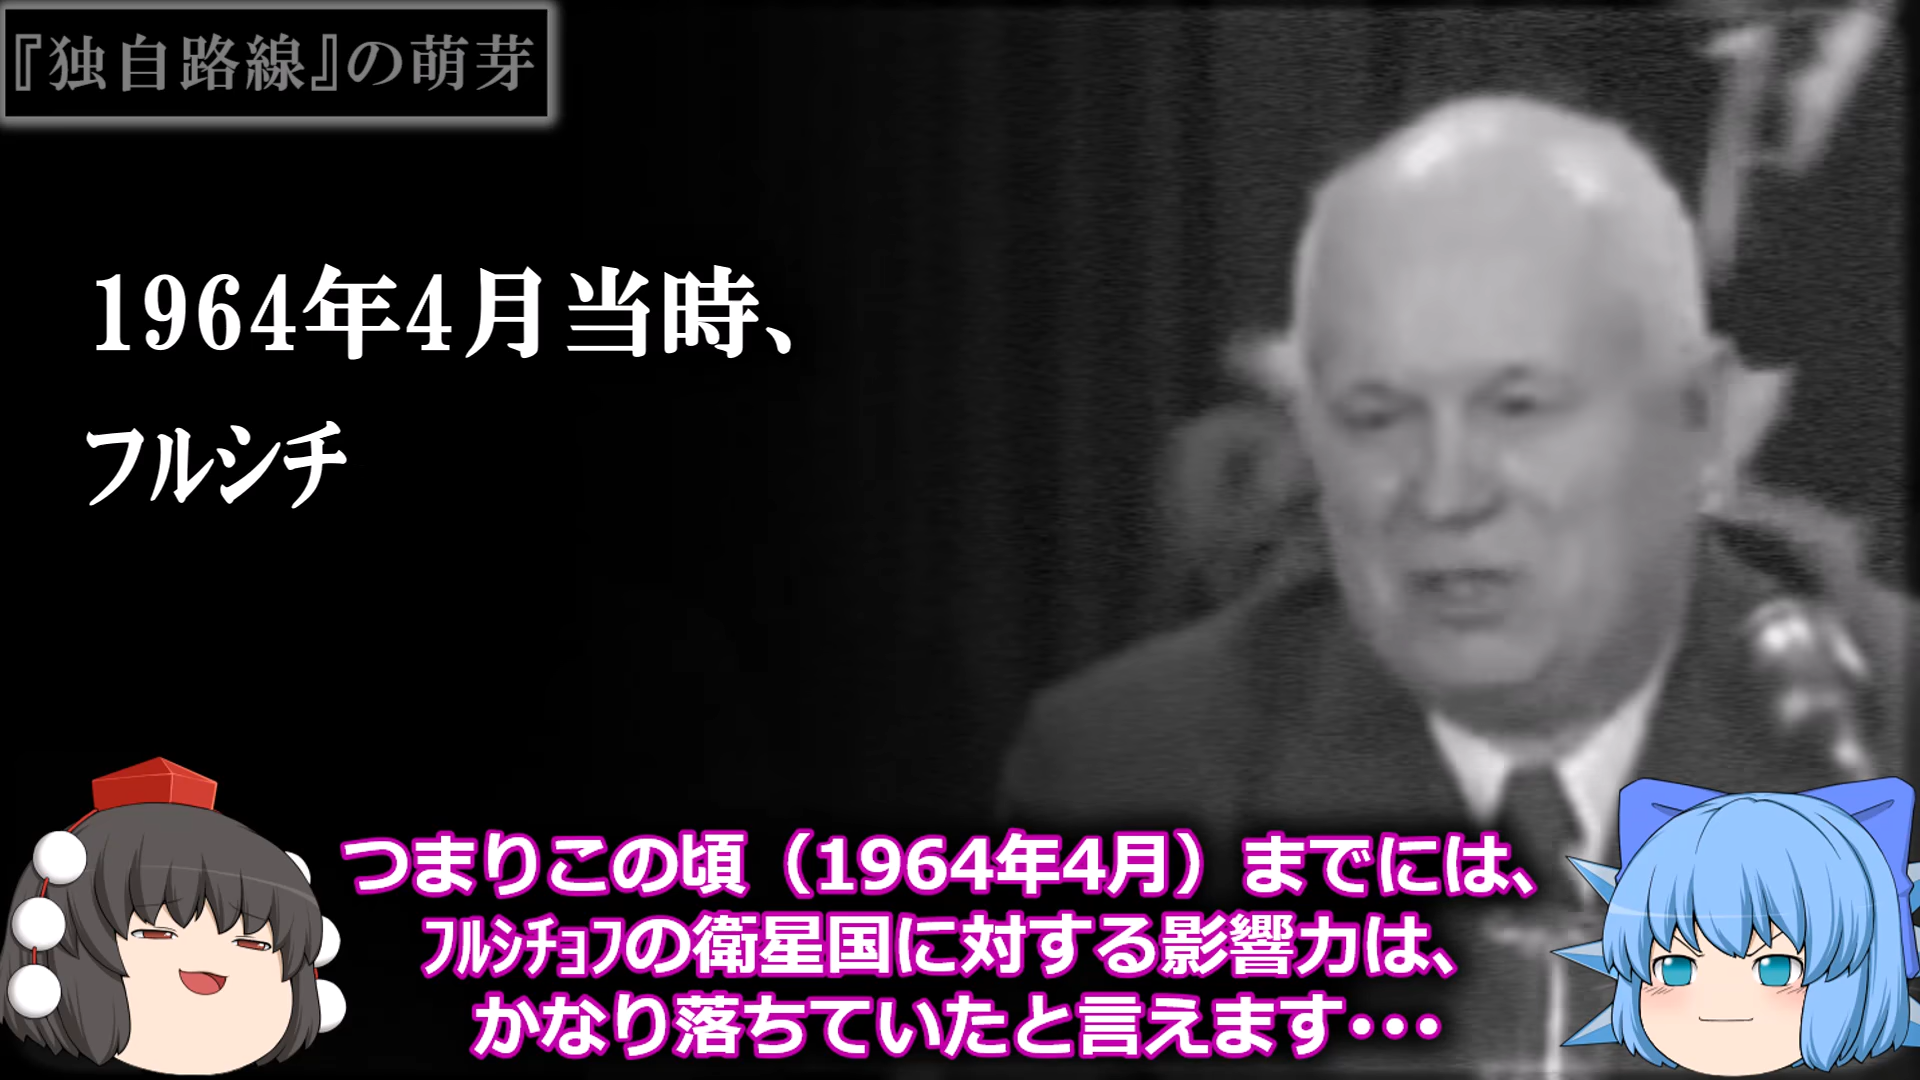 『独自路線』の萌芽
1964年4月当時、
フルシチ
つまりこの頃（1964年4月）までには、
ﾌﾙｼﾁｮﾌの衛星国に対する影響力は、
かなり落ちていたと言えます･･･